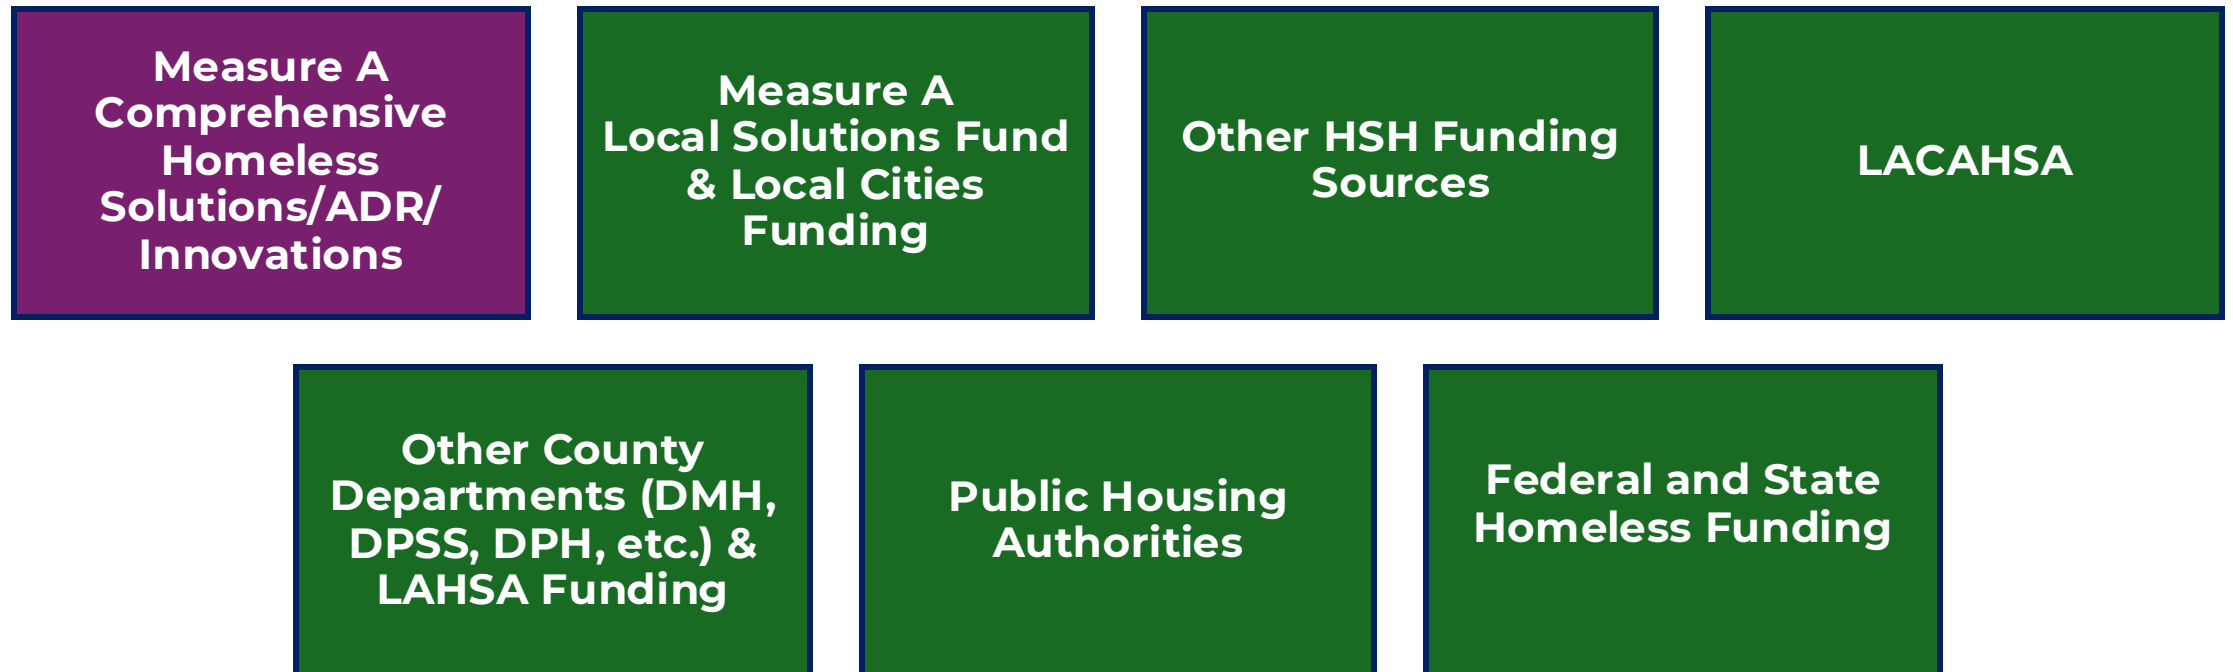 Measure A
Comprehensive
Homeless
Solutions/ADR/
Innovations
Measure A
Local Solutions Fund
& Local Cities
Funding
Other HSH Funding
Sources
LACAHSA
Other County
Departments (DMH,
DPSS, DPH, etc.) &
LAHSA Funding
Public Housing
Authorities
Federal and State
Homeless Funding